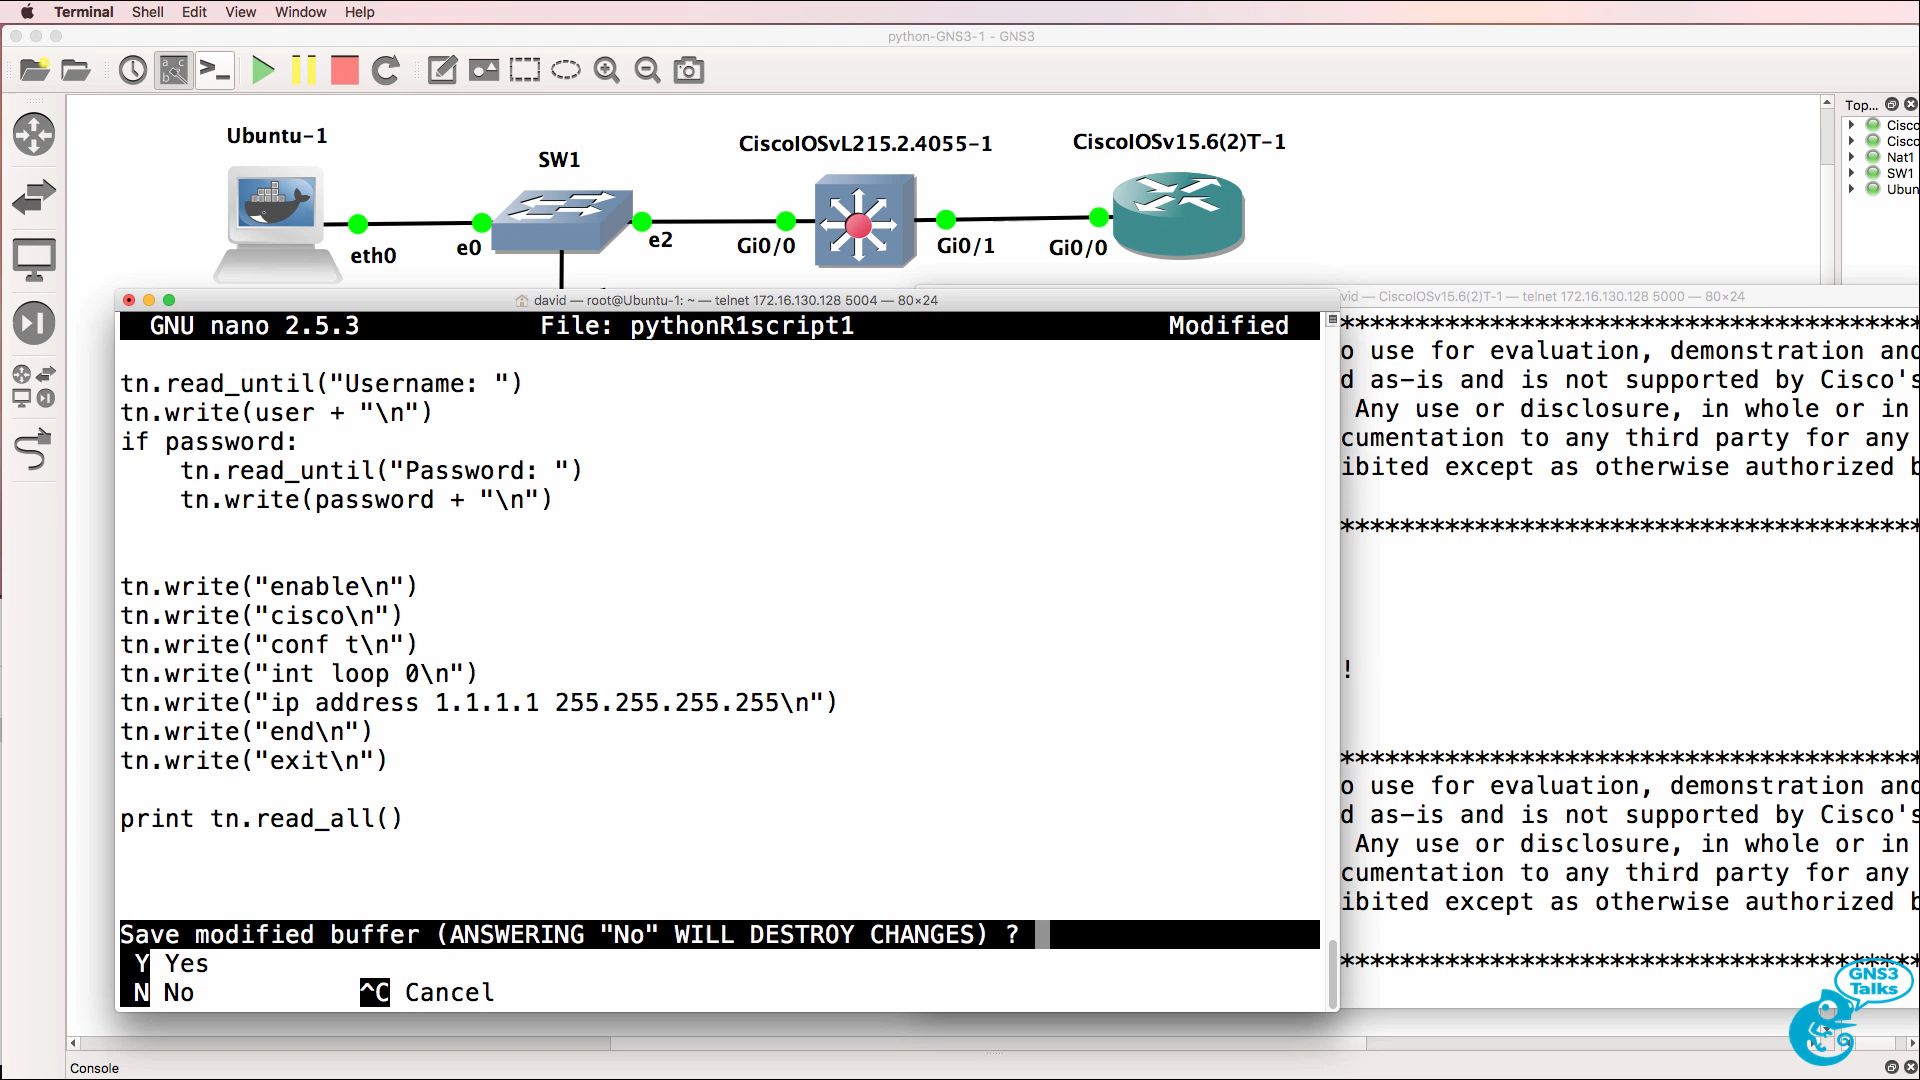 Terminal Shell Edit View Window Help
python-GNS3-1 - GNS3
Ubuntu-1
SW1
CiscoIOSvL215.2.4055-1
CiscoIOSv15.6(2)T-1
eth0
e0
e2
Gi0/0
Gi0/1
Gi0/0
Top...
Cisco
Cisco
Nat1
SW1
Ubun
david — root@Ubuntu-1: ~ — telnet 172.16.130.128 5004 — 80×24
GNU nano 2.5.3 File: pythonR1script1 Modified
tn.read_until("Username: ")
tn.write(user + "\n")
if password:
    tn.read_until("Password: ")
    tn.write(password + "\n")
tn.write("enable\n")
tn.write("cisco\n")
tn.write("conf t\n")
tn.write("int loop 0\n")
tn.write("ip address 1.1.1.1 255.255.255.255\n")
tn.write("end\n")
tn.write("exit\n")
print tn.read_all()
Save modified buffer (ANSWERING "No" WILL DESTROY CHANGES) ?
Y Yes
N No ^C Cancel
vid — CiscoIOSv15.6(2)T-1 — telnet 172.16.130.128 5000 — 80×24
***************************************
o use for evaluation, demonstration and
d as-is and is not supported by Cisco's
Any use or disclosure, in whole or in
cumentation to any third party for any
ibited except as otherwise authorized b
***************************************
!
***************************************
o use for evaluation, demonstration and
d as-is and is not supported by Cisco's
Any use or disclosure, in whole or in
cumentation to any third party for any
ibited except as otherwise authorized b
***************************************
GNS3
Talks
Console